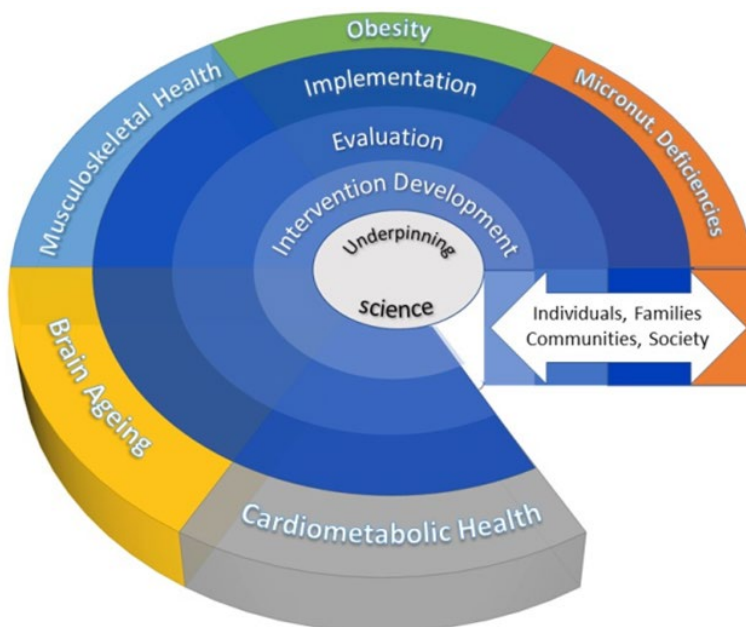 Obesity
Implementation
Evaluation
Intervention Development
Underpinning
science
Musculoskeletal Health
Micronut. Deficiencies
Individuals, Families
Communities, Society
Brain Ageing
Cardiometabolic Health